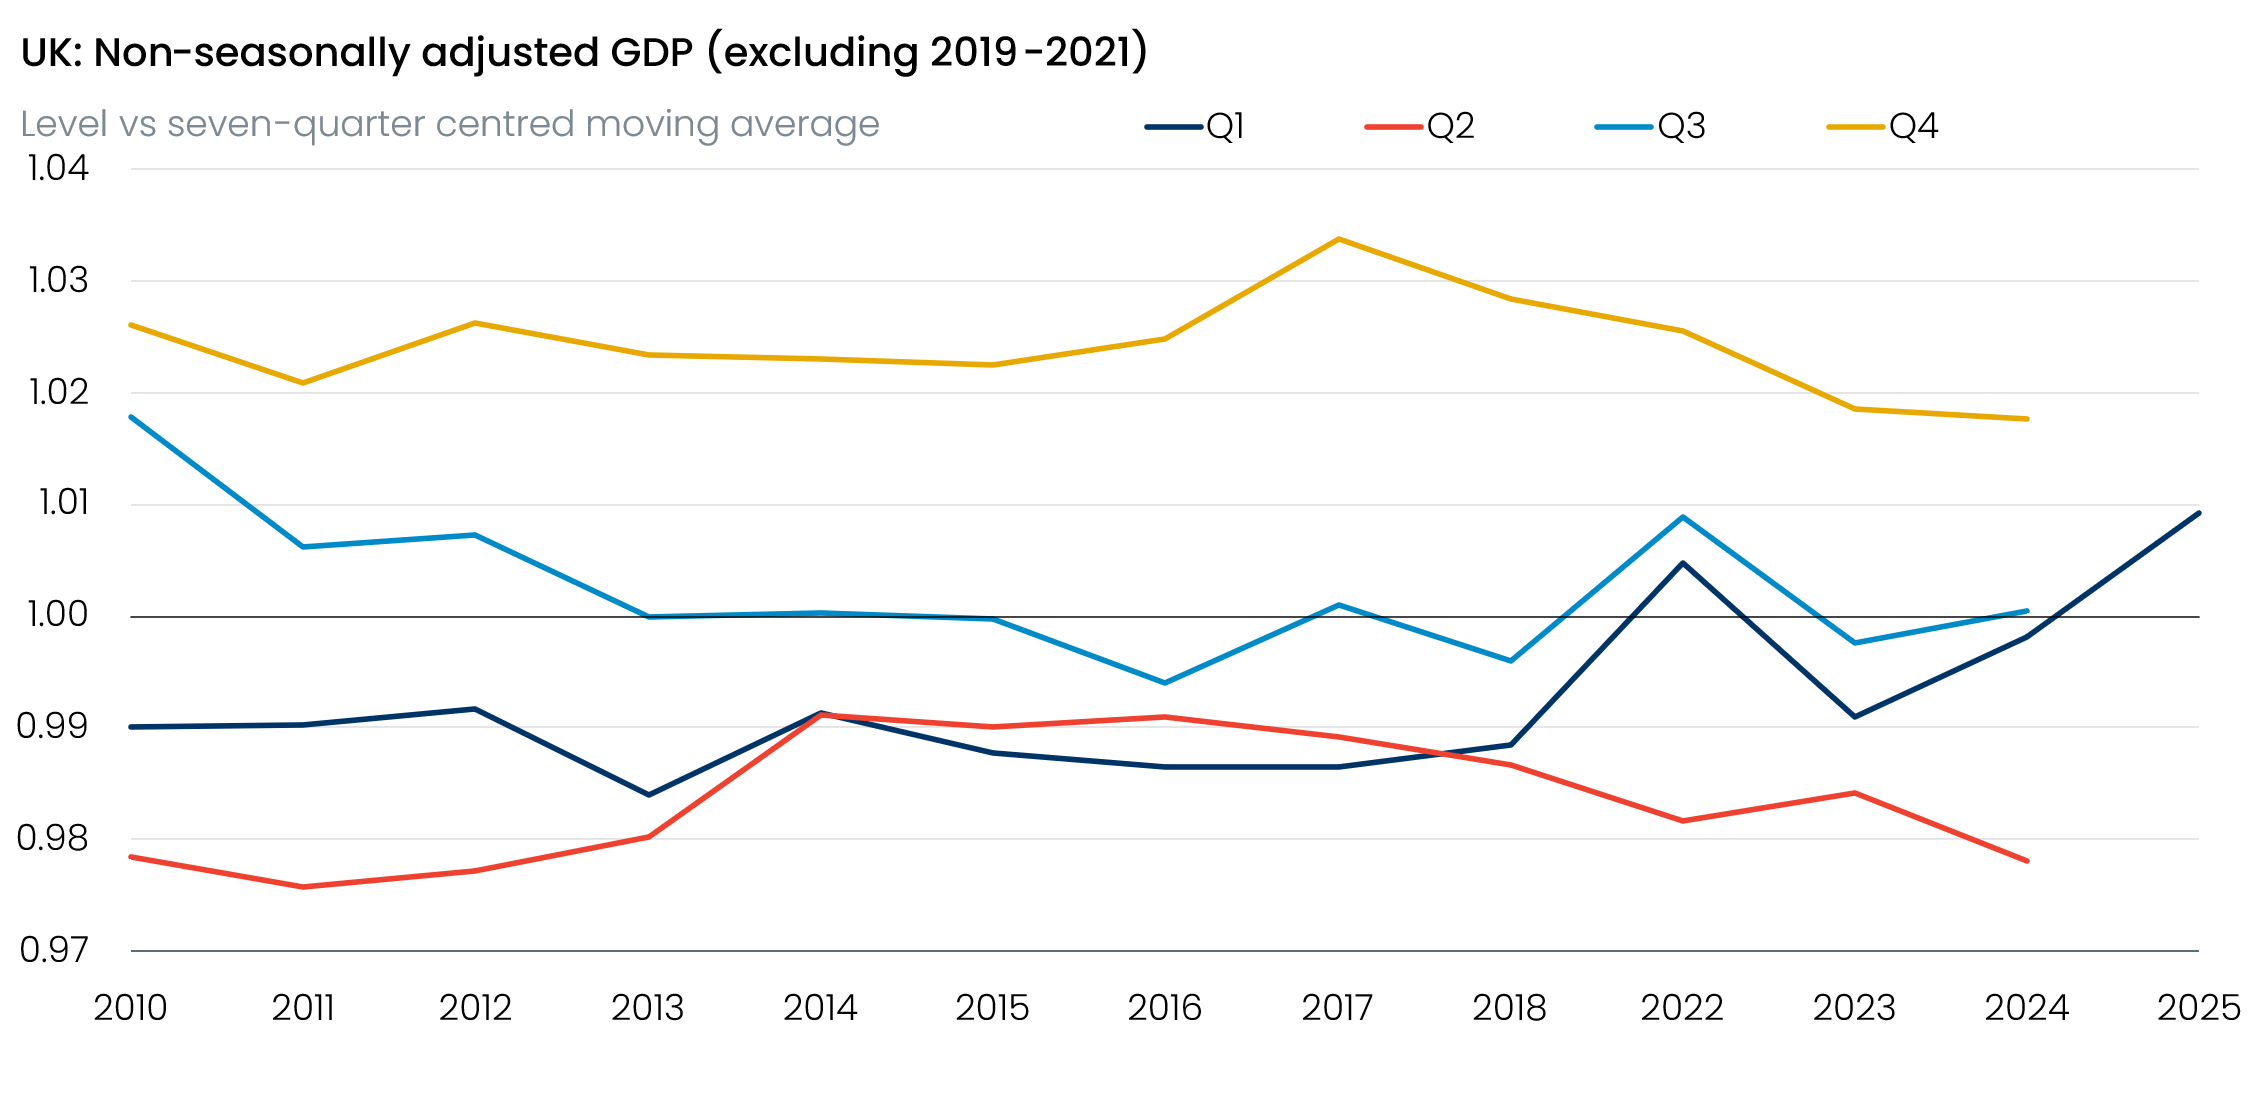 UK: Non-seasonally adjusted GDP (excluding 2019-2021)
Level vs seven-quarter centred moving average
Q1 Q2 Q3 Q4
1.04
1.03
1.02
1.01
1.00
0.99
0.98
0.97
2010 2011 2012 2013 2014 2015 2016 2017 2018 2022 2023 2024 2025